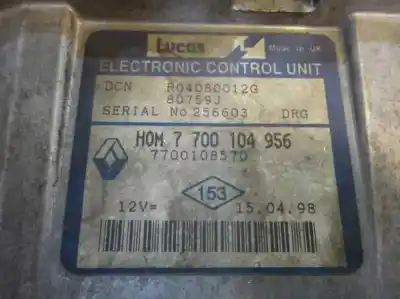 Lucas Made in UK
ELECTRONIC CONTROL UNIT
DCN R04080012G
80759J
SERIAL No 256603 DRG
HOM 7 700 104 956
7700108570
153
12V= 15.04.98